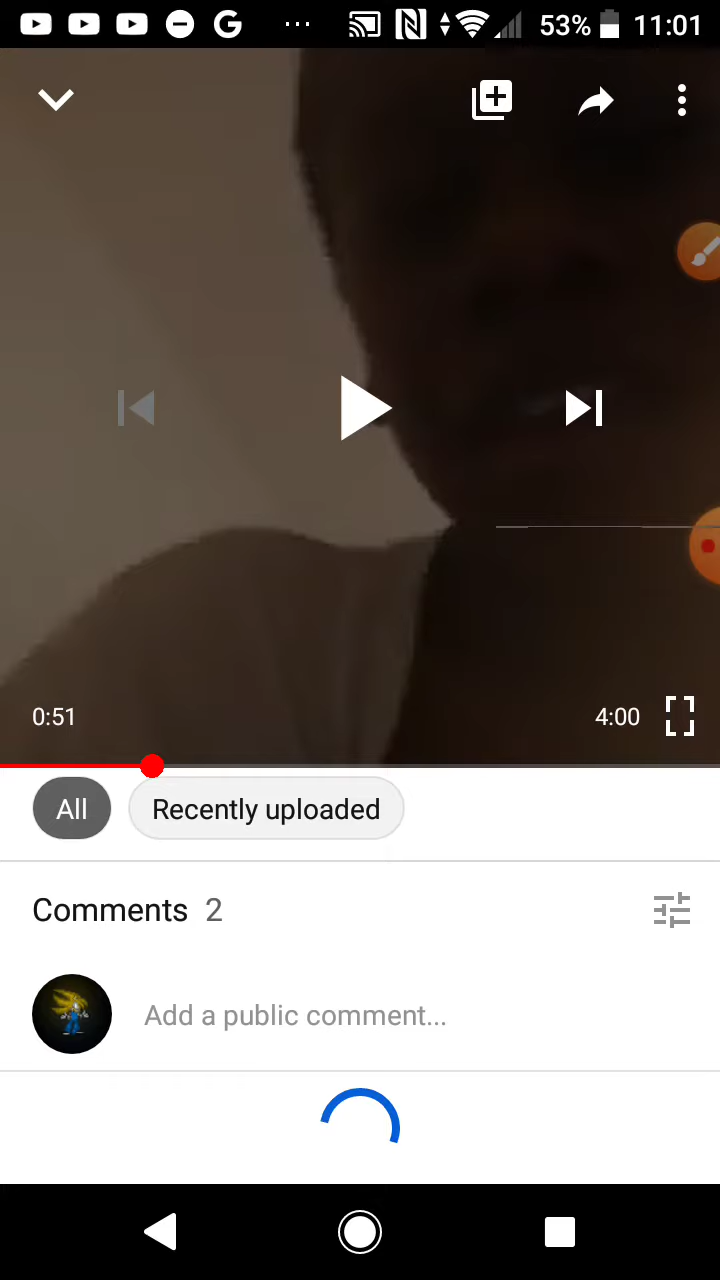 53% 11:01
0:51 4:00
All Recently uploaded
Comments 2
Add a public comment...